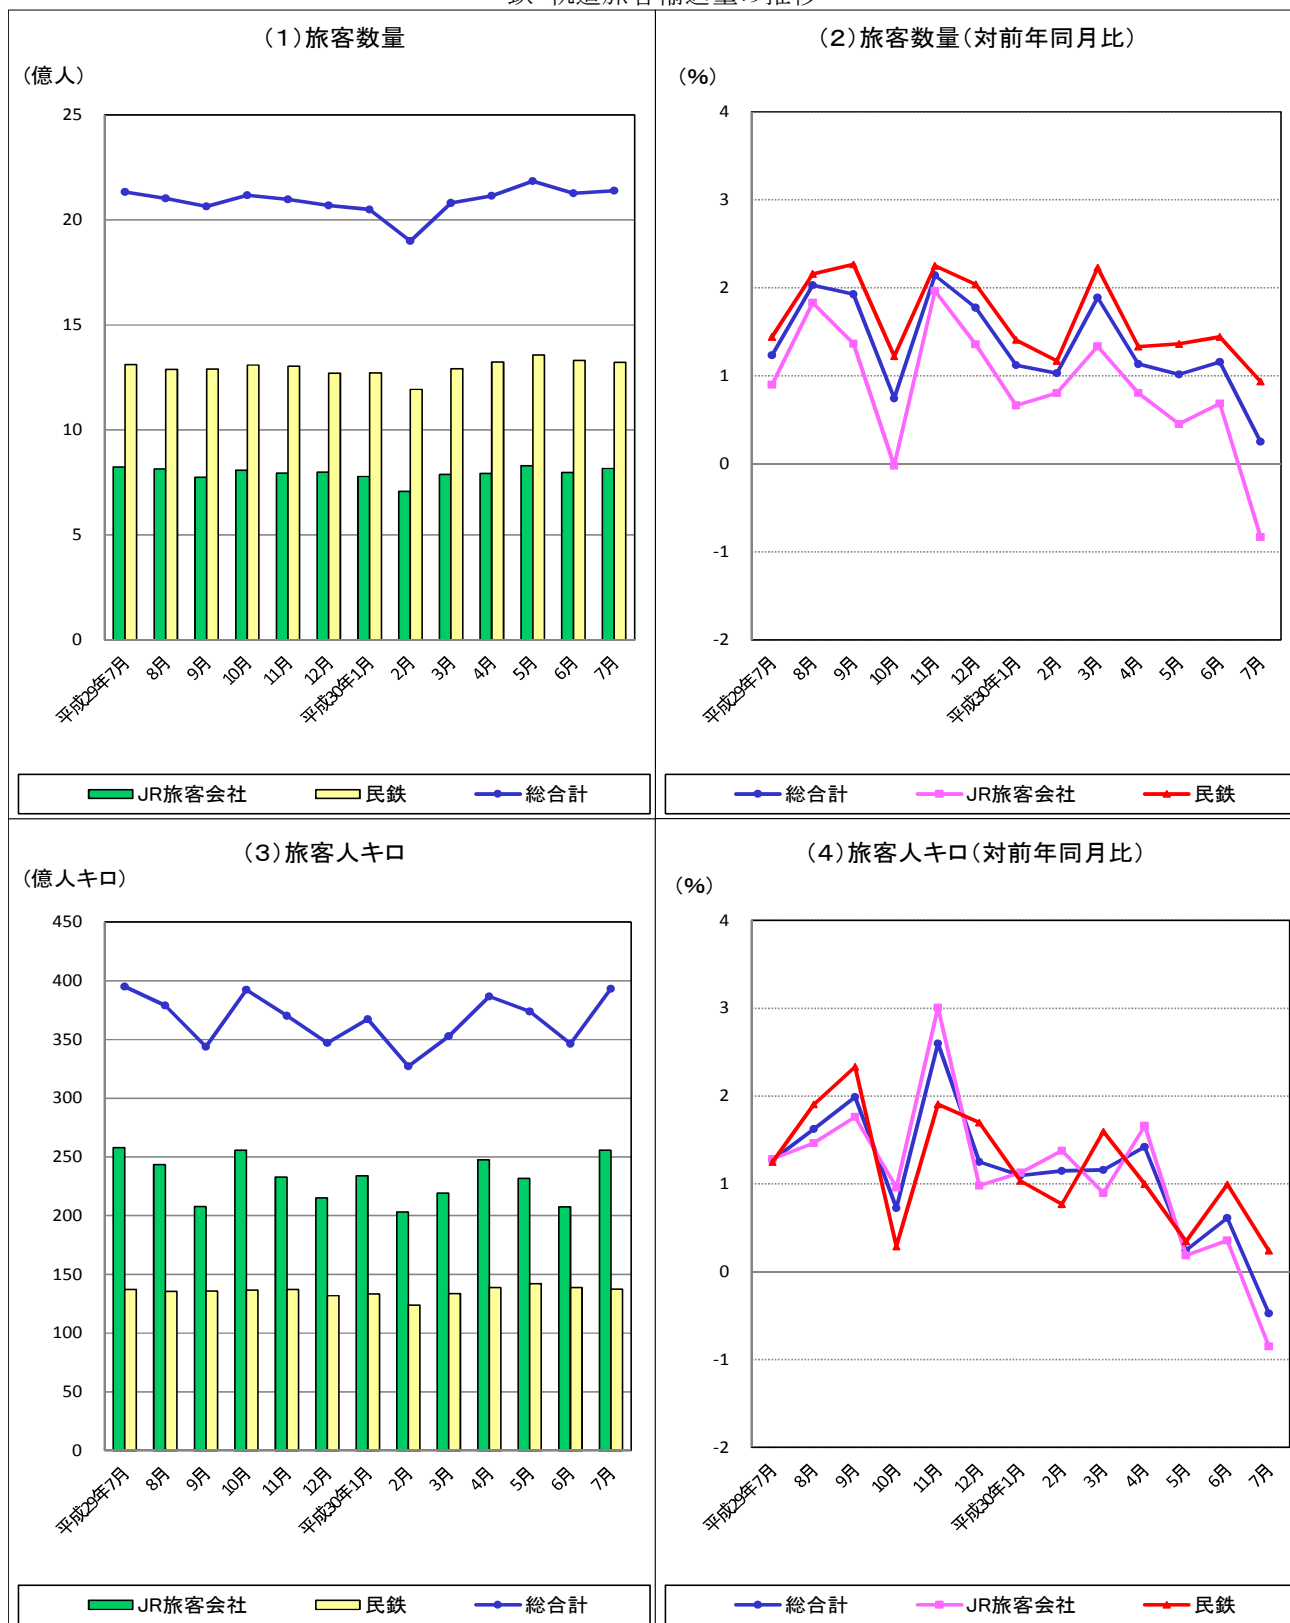 (1)旅客数量
(億人)
25
20
15
10
5
0
平成29年7月 8月 9月 10月 11月 12月 平成30年1月 2月 3月 4月 5月 6月 7月
JR旅客会社 民鉄 総合計
(2)旅客数量(対前年同月比)
(%)
4
3
2
1
0
-1
-2
平成29年7月 8月 9月 10月 11月 12月 平成30年1月 2月 3月 4月 5月 6月 7月
総合計 JR旅客会社 民鉄
(3)旅客人キロ
(億人キロ)
450
400
350
300
250
200
150
100
50
0
平成29年7月 8月 9月 10月 11月 12月 平成30年1月 2月 3月 4月 5月 6月 7月
JR旅客会社 民鉄 総合計
(4)旅客人キロ(対前年同月比)
(%)
4
3
2
1
0
-1
-2
平成29年7月 8月 9月 10月 11月 12月 平成30年1月 2月 3月 4月 5月 6月 7月
総合計 JR旅客会社 民鉄